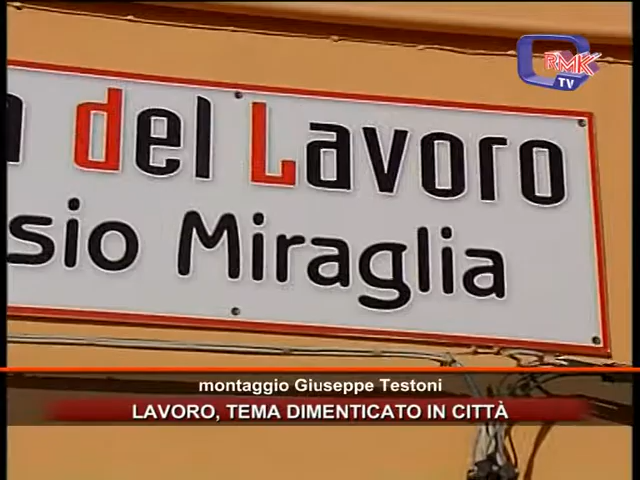 RMK
TV
del Lavoro
sio Miraglia
montaggio Giuseppe Testoni
LAVORO, TEMA DIMENTICATO IN CITTÀ